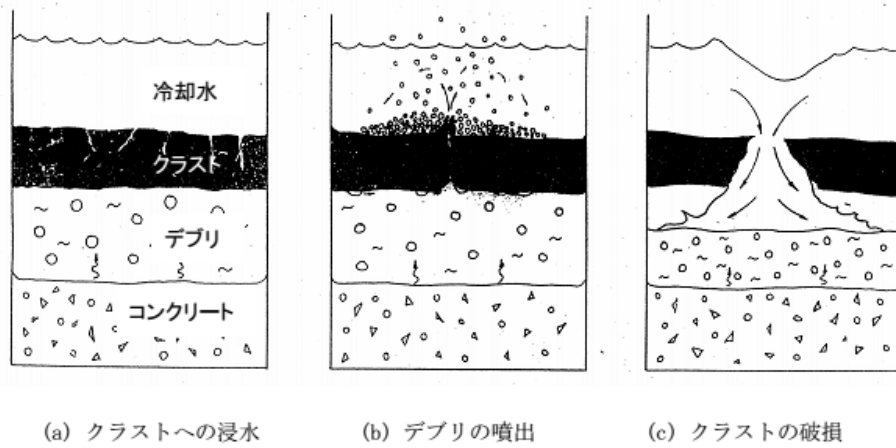 冷却水
クラスト
デブリ
コンクリート
(a) クラストへの浸水
(b) デブリの噴出
(c) クラストの破損